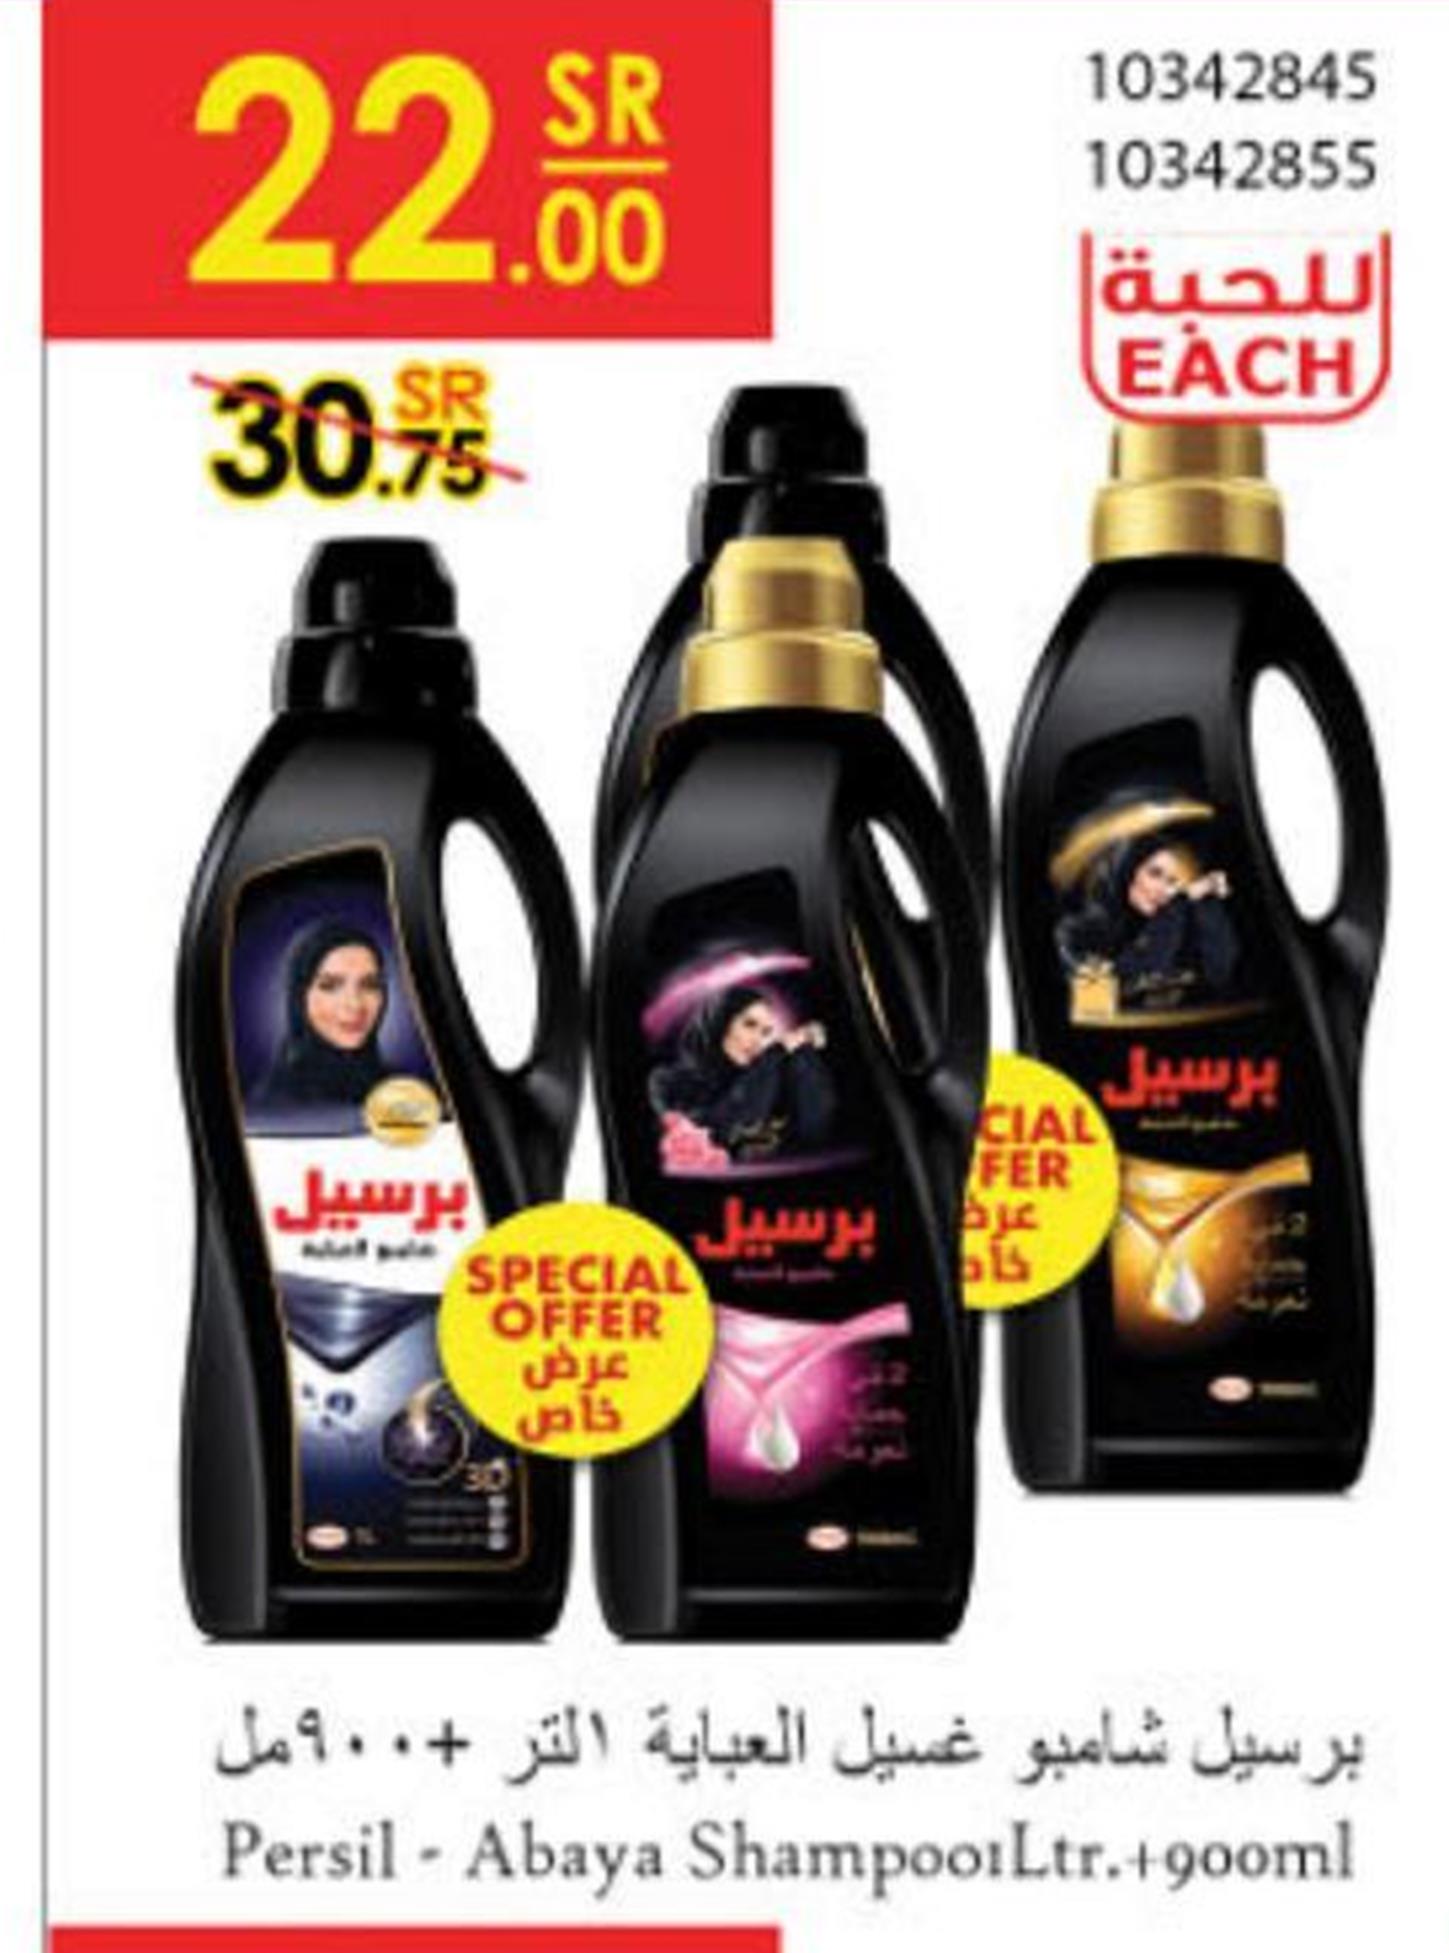 22.00 SR
10342845
10342855
للحبة
EACH
30.75 SR
برسيل
برسيل
برسيل
CIAL
FER
SPECIAL
OFFER
عرض
خاص
3D
برسيل شامبو غسيل العباية ١لتر +٩٠٠مل
Persil - Abaya Shampoo1Ltr.+900ml